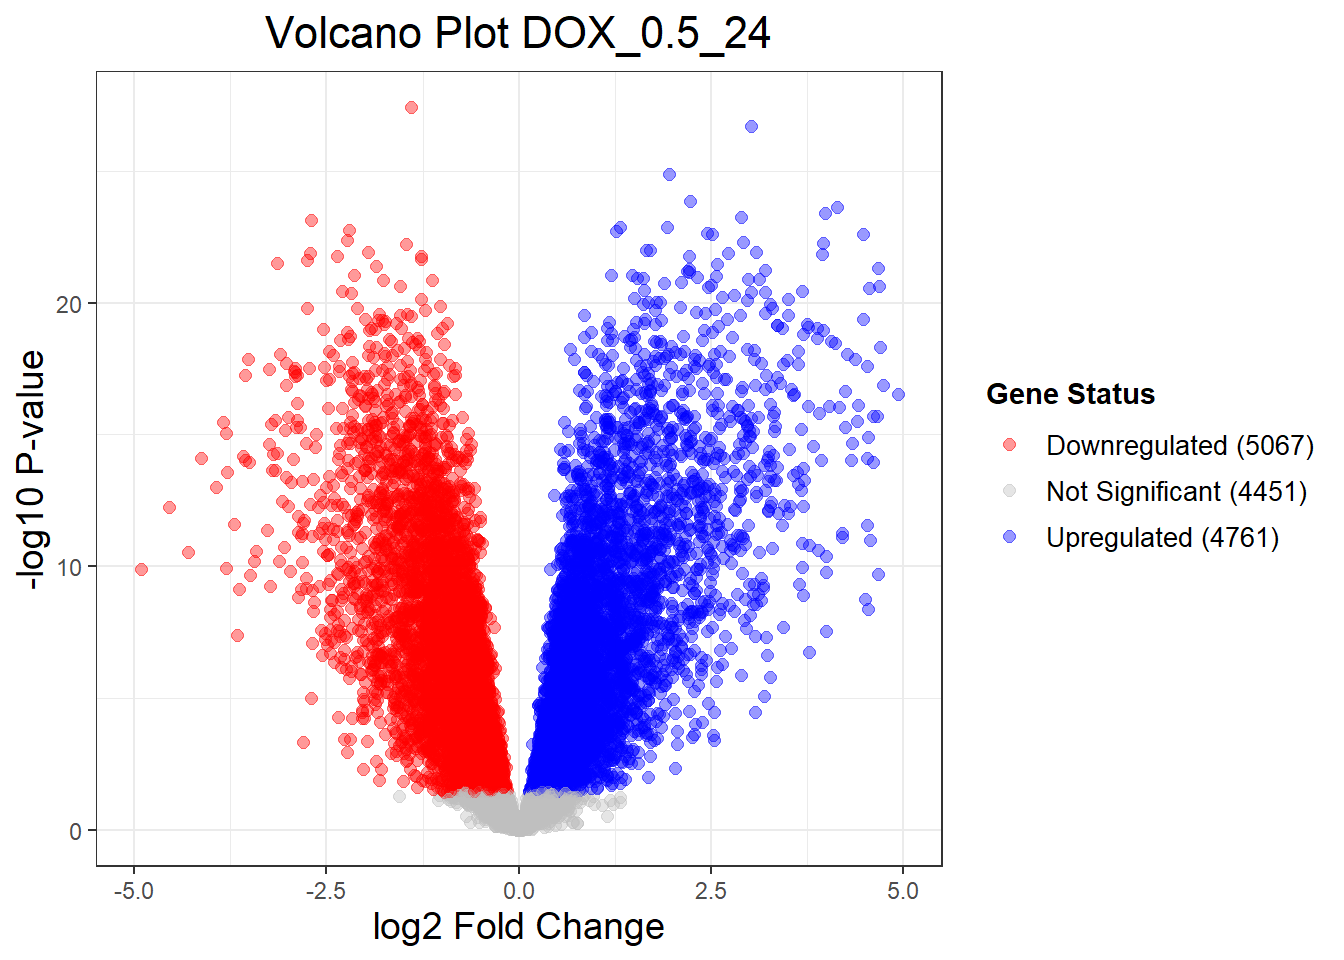 Volcano Plot DOX_0.5_24
-log10 P-value
20
10
0
-5.0
-2.5
0.0
2.5
5.0
log2 Fold Change
Gene Status
Downregulated (5067)
Not Significant (4451)
Upregulated (4761)